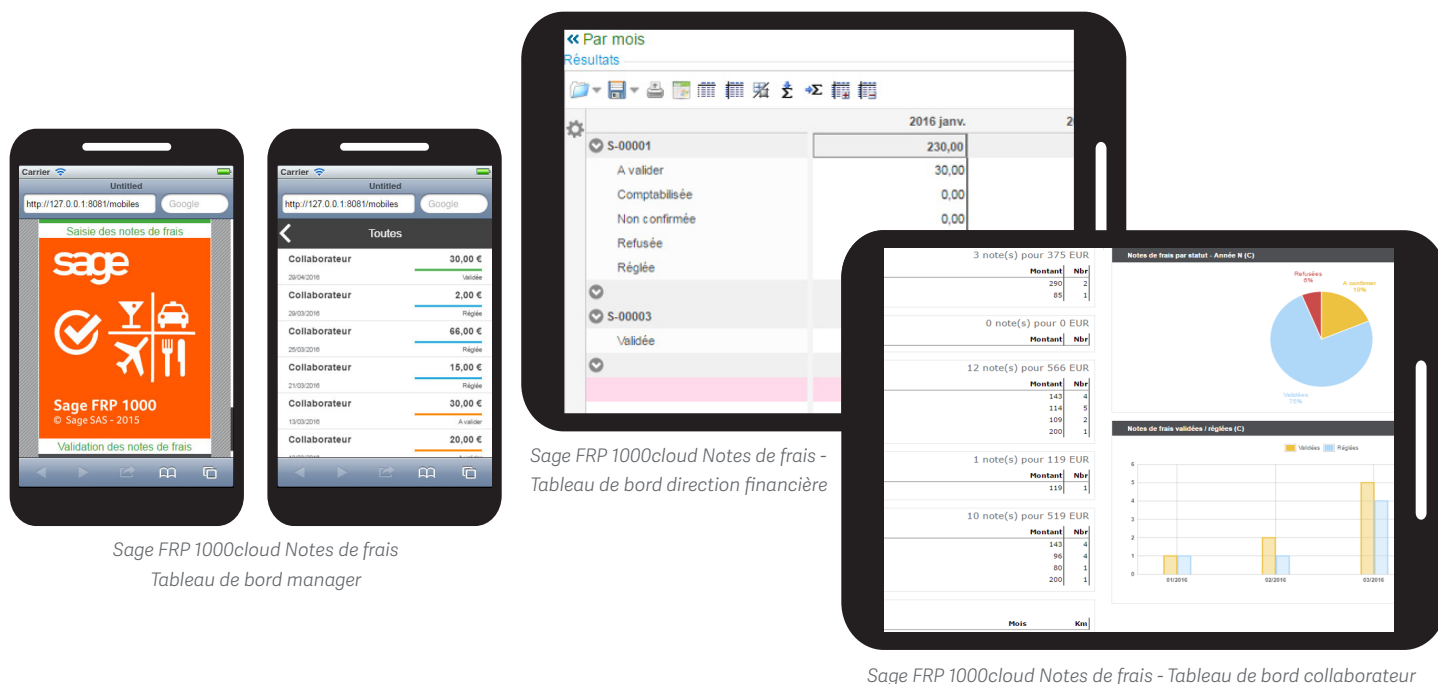 Carrier
Untitled
http://127.0.0.1:8081/mobiles
Google
Saisie des notes de frais
sage
Sage FRP 1000
© Sage SAS - 2015
Validation des notes de frais
Carrier
Untitled
http://127.0.0.1:8081/mobiles
Google
Toutes
Collaborateur 30,00 €
29/04/2016 Validée
Collaborateur 2,00 €
29/03/2016 Réglée
Collaborateur 66,00 €
25/03/2016 Réglée
Collaborateur 15,00 €
21/03/2016 Réglée
Collaborateur 30,00 €
13/03/2016 A valider
Collaborateur 20,00 €
Sage FRP 1000cloud Notes de frais
Tableau de bord manager
Par mois
Résultats
2016 janv.
S-00001 230,00
A valider 30,00
Comptabilisée 0,00
Non confirmée 0,00
Refusée
Réglée
S-00003
Validée
Sage FRP 1000cloud Notes de frais -
Tableau de bord direction financière
3 note(s) pour 375 EUR
Montant Nbr
290 2
85 1
0 note(s) pour 0 EUR
Montant Nbr
12 note(s) pour 566 EUR
Montant Nbr
143 4
114 5
109 2
200 1
1 note(s) pour 119 EUR
Montant Nbr
119 1
10 note(s) pour 519 EUR
Montant Nbr
143 4
96 4
80 1
200 1
Mois Km
Notes de frais par statut - Année N (C)
Refusées
6%
A confirmer
19%
Validées
75%
Notes de frais validées / réglées (C)
Validées Réglées
6
5
4
3
2
1
0
01/2016 02/2016 03/2016
Sage FRP 1000cloud Notes de frais - Tableau de bord collaborateur